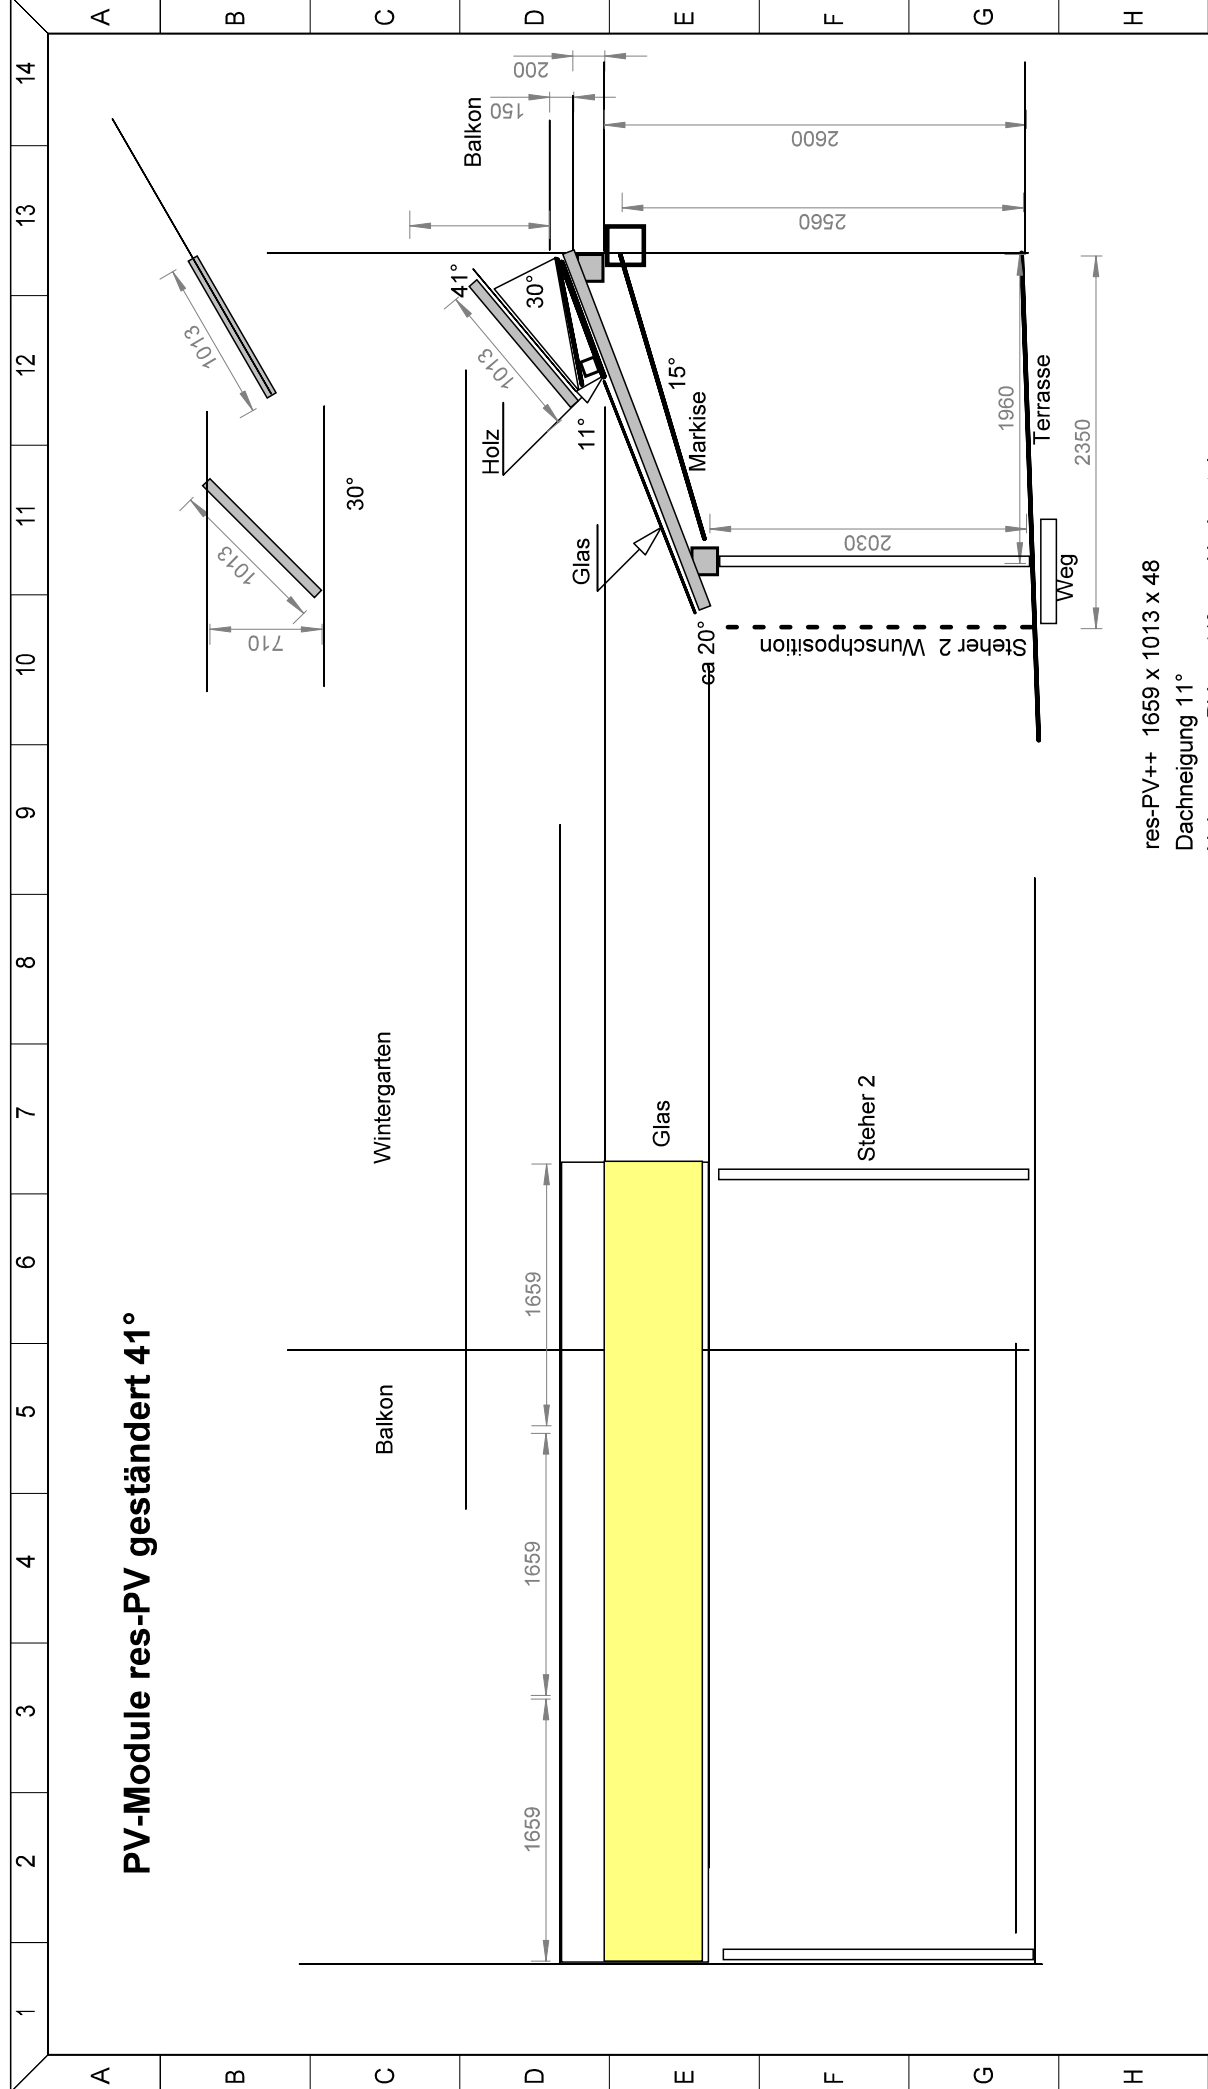 PV-Module res-PV geständert 41°
1 2 3 4 5 6 7 8 9 10 11 12 13 14
A A
B B
C C
D D
E E
F F
G G
H H
1013
1013
710
30°
Balkon
Wintergarten
1659
1659
1659
Glas
Steher 2
Balkon
150
200
2600
2560
41°
30°
1013
Holz
11°
Glas
15°
Markise
ca 20°
2030
Steher 2 Wunschposition
1960
Terrasse
2350
Weg
res-PV++ 1659 x 1013 x 48
Dachneigung 11°